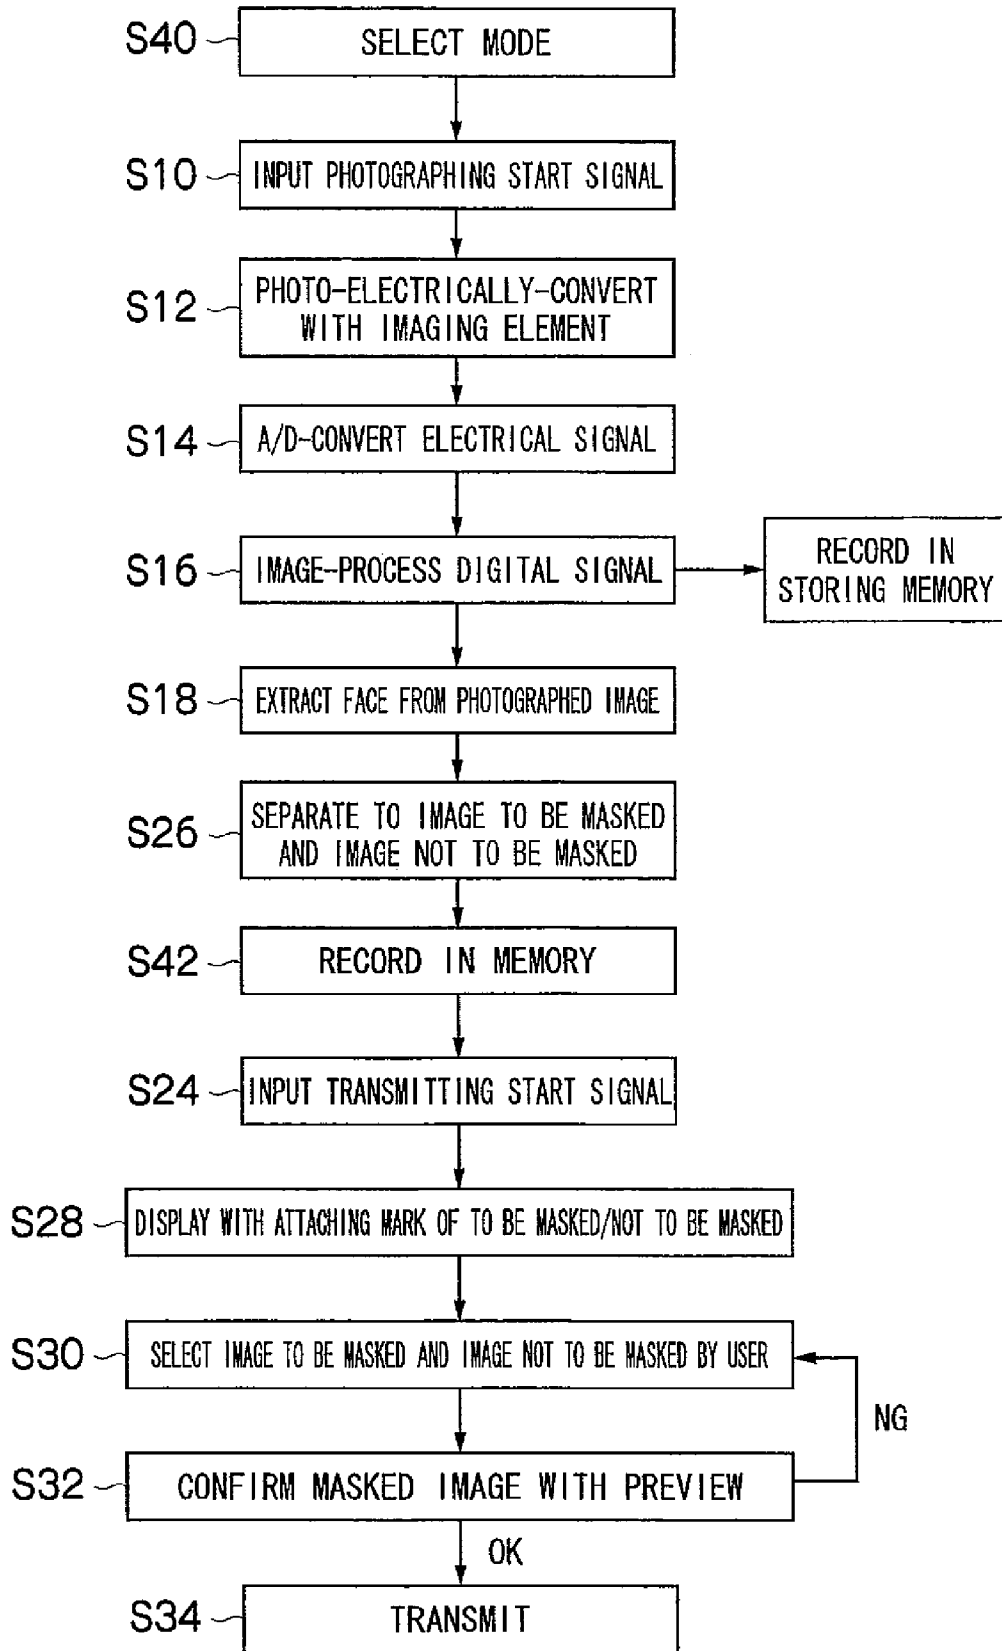 S40
SELECT MODE
S10
INPUT PHOTOGRAPHING START SIGNAL
S12
PHOTO-ELECTRICALLY-CONVERT
WITH IMAGING ELEMENT
S14
A/D-CONVERT ELECTRICAL SIGNAL
S16
IMAGE-PROCESS DIGITAL SIGNAL
RECORD IN
STORING MEMORY
S18
EXTRACT FACE FROM PHOTOGRAPHED IMAGE
S26
SEPARATE TO IMAGE TO BE MASKED
AND IMAGE NOT TO BE MASKED
S42
RECORD IN MEMORY
S24
INPUT TRANSMITTING START SIGNAL
S28
DISPLAY WITH ATTACHING MARK OF TO BE MASKED/NOT TO BE MASKED
S30
SELECT IMAGE TO BE MASKED AND IMAGE NOT TO BE MASKED BY USER
NG
S32
CONFIRM MASKED IMAGE WITH PREVIEW
OK
S34
TRANSMIT